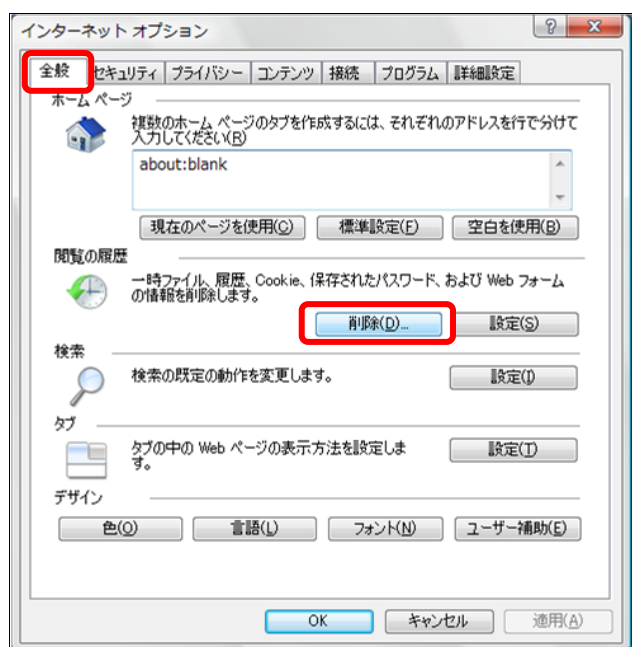 インターネット オプション
全般 セキュリティ プライバシー コンテンツ 接続 プログラム 詳細設定
ホーム ページ
複数のホーム ページのタブを作成するには、それぞれのアドレスを行で分けて
入力してください(R)
about:blank
現在のページを使用(C) 標準設定(F) 空白を使用(B)
閲覧の履歴
一時ファイル、履歴、Cookie、保存されたパスワード、および Web フォーム
の情報を削除します。
削除(D)... 設定(S)
検索
検索の既定の動作を変更します。 設定(I)
タブ
タブの中の Web ページの表示方法を設定しま
す。
設定(T)
デザイン
色(O) 言語(L) フォント(N) ユーザー補助(E)
OK キャンセル 適用(A)